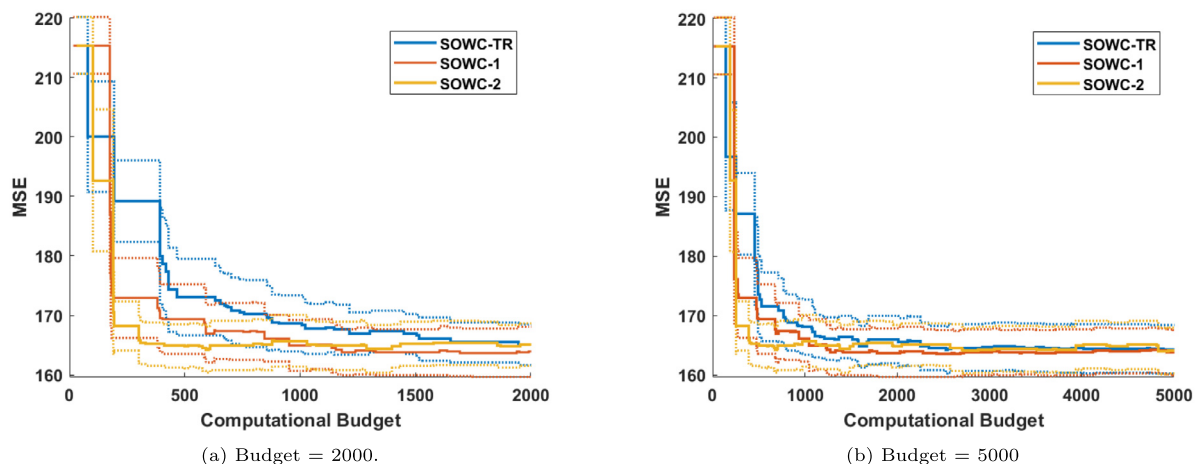 220
210
200
190
180
170
160
MSE
SOWC-TR
SOWC-1
SOWC-2
0 500 1000 1500 2000
Computational Budget
(a) Budget = 2000.
220
210
200
190
180
170
160
MSE
SOWC-TR
SOWC-1
SOWC-2
0 1000 2000 3000 4000 5000
Computational Budget
(b) Budget = 5000